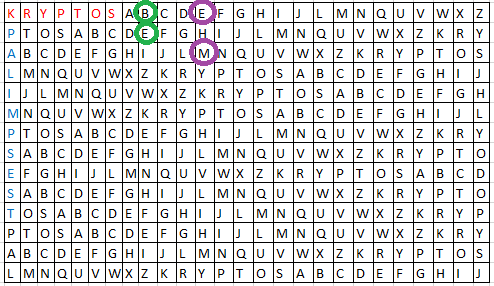 K R Y P T O S A B C D E F G H I J L M N Q U V W X Z
P T O S A B C D E F G H I J L M N Q U V W X Z K R Y
A B C D E F G H I J L M N Q U V W X Z K R Y P T O S
L M N Q U V W X Z K R Y P T O S A B C D E F G H I J
I J L M N Q U V W X Z K R Y P T O S A B C D E F G H
M N Q U V W X Z K R Y P T O S A B C D E F G H I J L
P T O S A B C D E F G H I J L M N Q U V W X Z K R Y
S A B C D E F G H I J L M N Q U V W X Z K R Y P T O
E F G H I J L M N Q U V W X Z K R Y P T O S A B C D
S A B C D E F G H I J L M N Q U V W X Z K R Y P T O
T O S A B C D E F G H I J L M N Q U V W X Z K R Y P
P T O S A B C D E F G H I J L M N Q U V W X Z K R Y
A B C D E F G H I J L M N Q U V W X Z K R Y P T O S
L M N Q U V W X Z K R Y P T O S A B C D E F G H I J